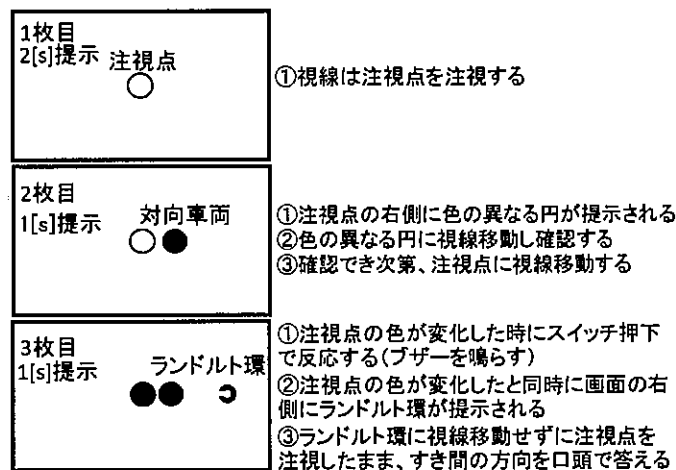 1枚目
2[s]提示 注視点
①視線は注視点を注視する
2枚目
1[s]提示 対向車両
①注視点の右側に色の異なる円が提示される
②色の異なる円に視線移動し確認する
③確認でき次第、注視点に視線移動する
3枚目
1[s]提示 ランドルト環
①注視点の色が変化した時にスイッチ押下
で反応する(ブザーを鳴らす)
②注視点の色が変化したと同時に画面の右
側にランドルト環が提示される
③ランドルト環に視線移動せずに注視点を
注視したまま、すき間の方向を口頭で答える